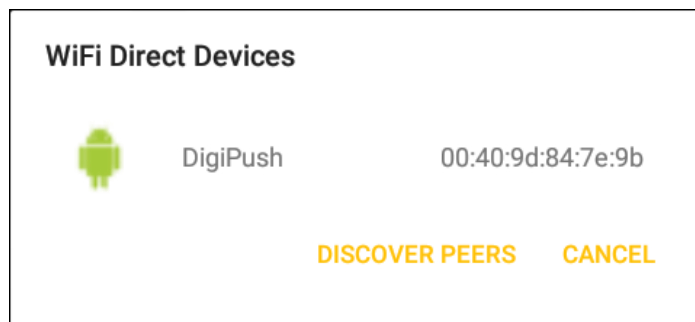 WiFi Direct Devices
DigiPush 00:40:9d:84:7e:9b
DISCOVER PEERS CANCEL